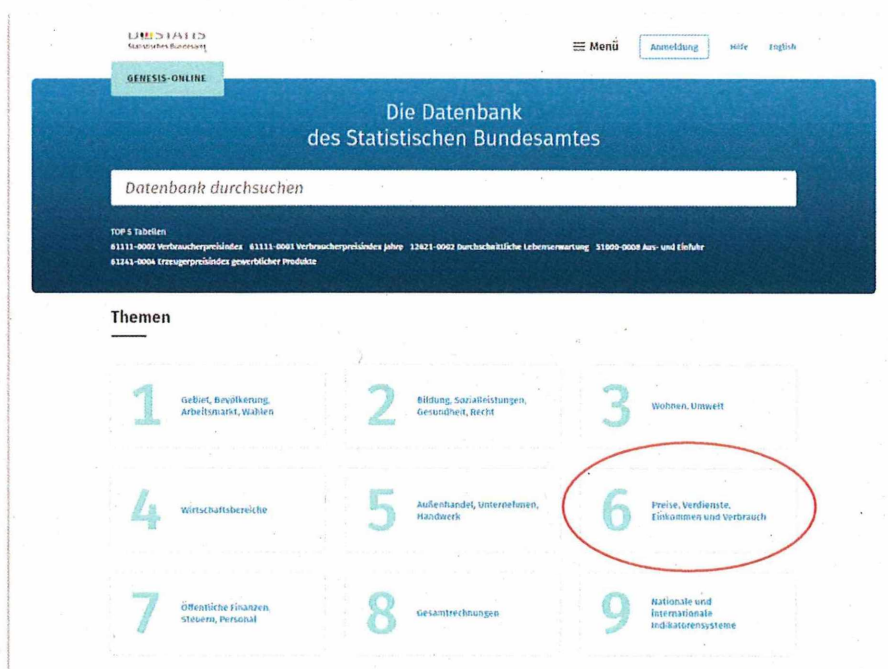 Statistisches Bundesamt
Menü Anmeldung Hilfe English
GENESIS-ONLINE
Die Datenbank
des Statistischen Bundesamtes
Datenbank durchsuchen
TOP 5 Tabellen
61111-0002 Verbraucherpreisindex 61111-0001 Verbraucherpreisindex Jahre 12621-0002 Durchschnittliche Lebenserwartung 51000-0008 Aus- und Einfuhr
61241-0004 Erzeugerpreisindex gewerblicher Produkte
Themen
1 Gebiet, Bevölkerung,
Arbeitsmarkt, Wahlen
2 Bildung, Sozialleistungen,
Gesundheit, Recht
3 Wohnen, Umwelt
4 Wirtschaftsbereiche
5 Außenhandel, Unternehmen,
Handwerk
6 Preise, Verdienste,
Einkommen und Verbrauch
7 Öffentliche Finanzen,
Steuern, Personal
8 Gesamtrechnungen
9 Nationale und
internationale
Indikatorensysteme